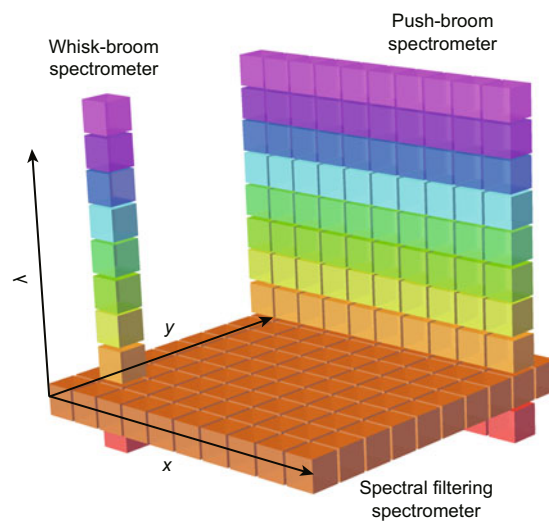 Push-broom
spectrometer
Whisk-broom
spectrometer
λ
y
x
Spectral filtering
spectrometer